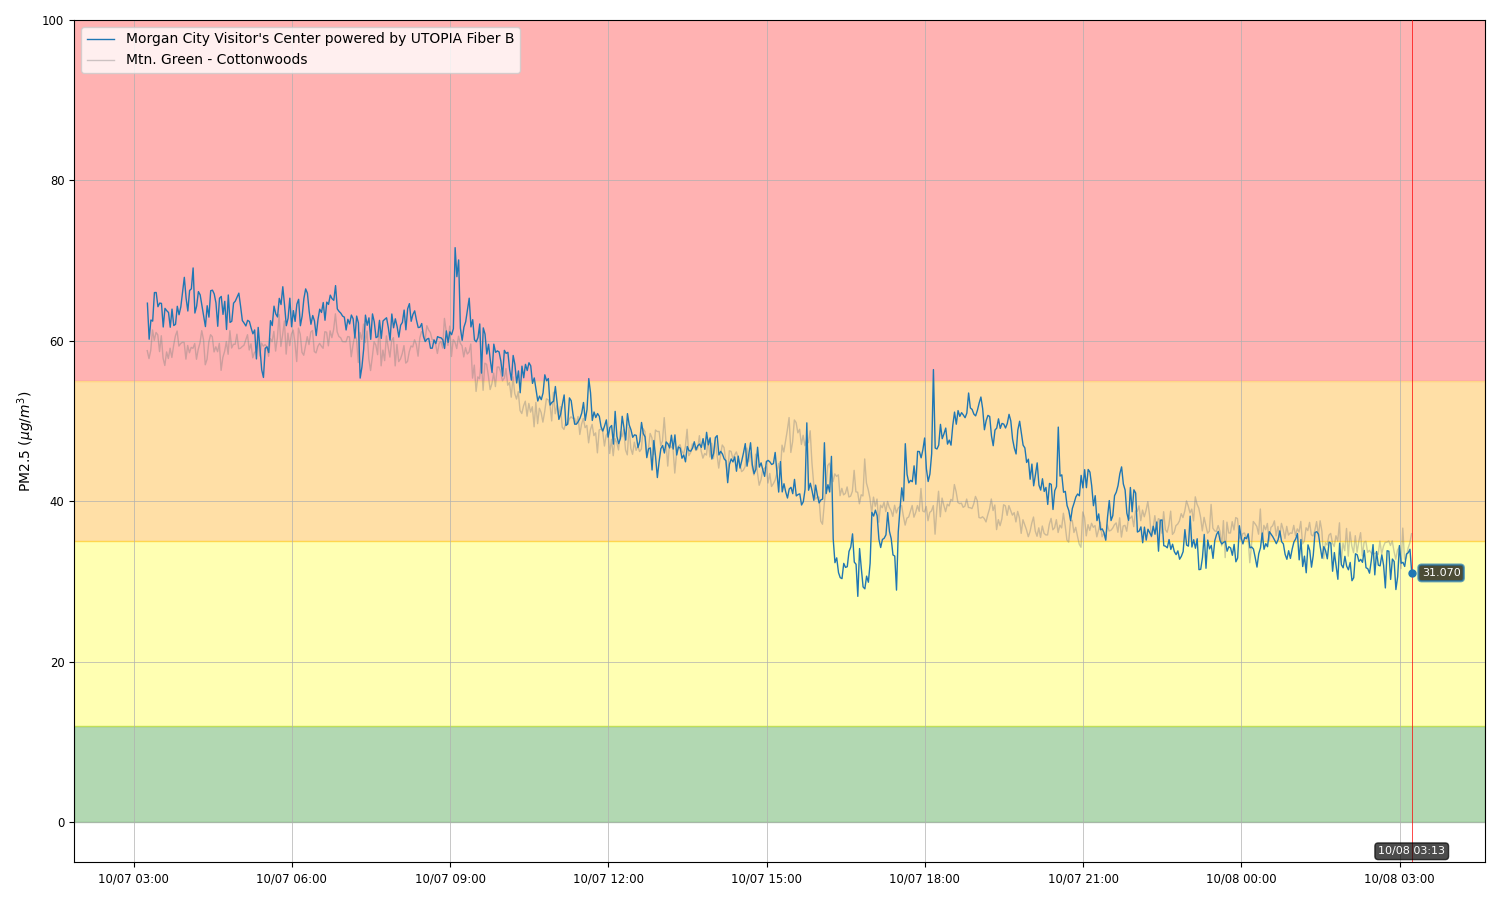 100
Morgan City Visitor's Center powered by UTOPIA Fiber B
Mtn. Green - Cottonwoods
80
60
PM2.5 (μg/m³)
40
31.070
20
0
10/08 03:13
10/07 03:00 10/07 06:00 10/07 09:00 10/07 12:00 10/07 15:00 10/07 18:00 10/07 21:00 10/08 00:00 10/08 03:00